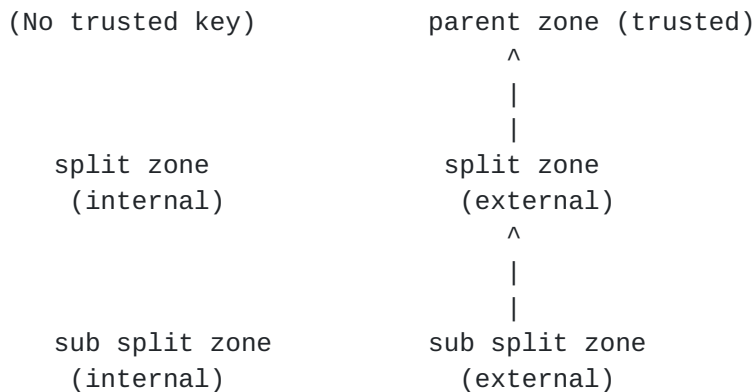 (No trusted key) parent zone (trusted)
^
|
|
split zone split zone
(internal) (external)
^
|
|
sub split zone sub split zone
(internal) (external)